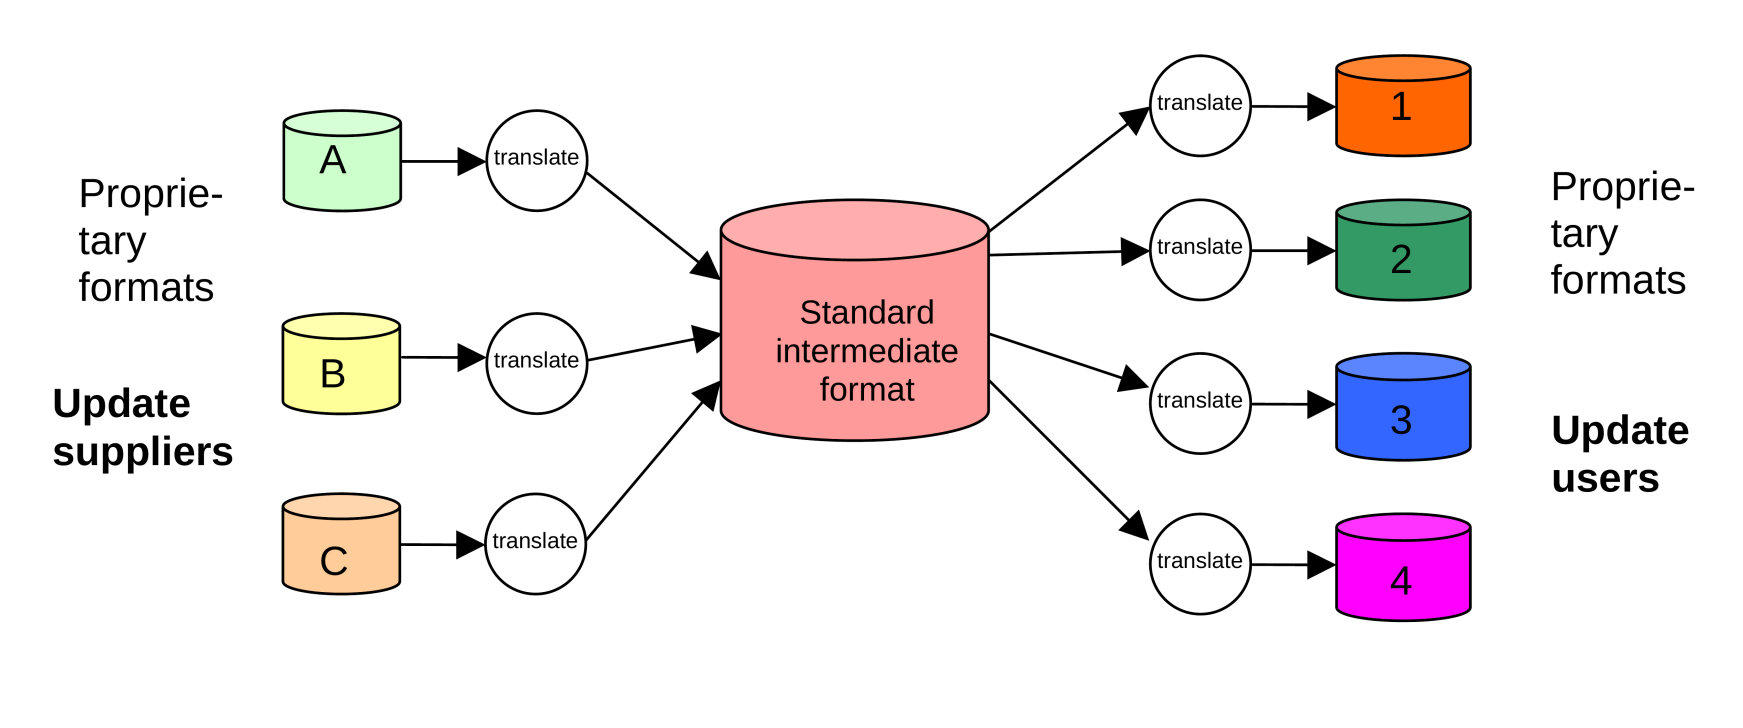 Proprie-
tary
formats
Update
suppliers
A
translate
B
translate
C
translate
Standard
intermediate
format
translate
1
translate
2
translate
3
translate
4
Proprie-
tary
formats
Update
users